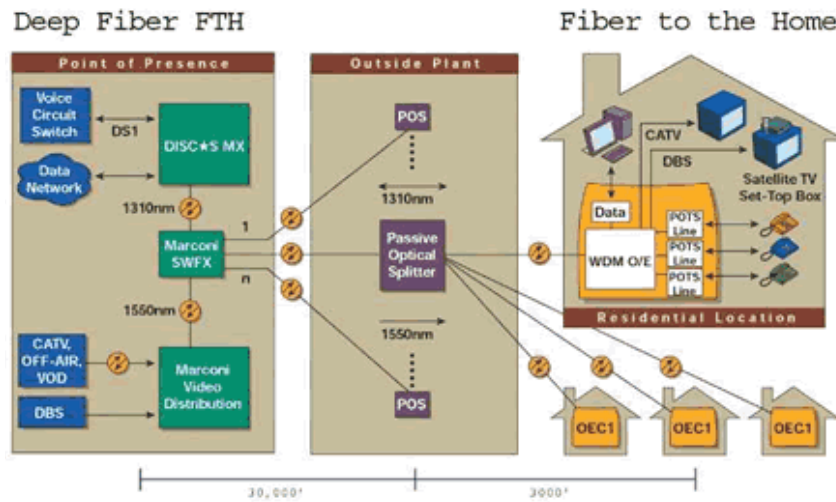 Deep Fiber FTH
Fiber to the Home
Point of Presence
Voice
Circuit
Switch
DS1
DISC★S MX
Data
Network
1310nm
Marconi
SWFX
1
n
1550nm
CATV,
OFF-AIR,
VOD
DBS
Marconi
Video
Distribution
Outside Plant
POS
1310nm
Passive
Optical
Splitter
1550nm
POS
CATV
DBS
Satellite TV
Set-Top Box
Data
WDM O/E
POTS
Line
POTS
Line
POTS
Line
Residential Location
OEC1
OEC1
OEC1
30,000'
3000'